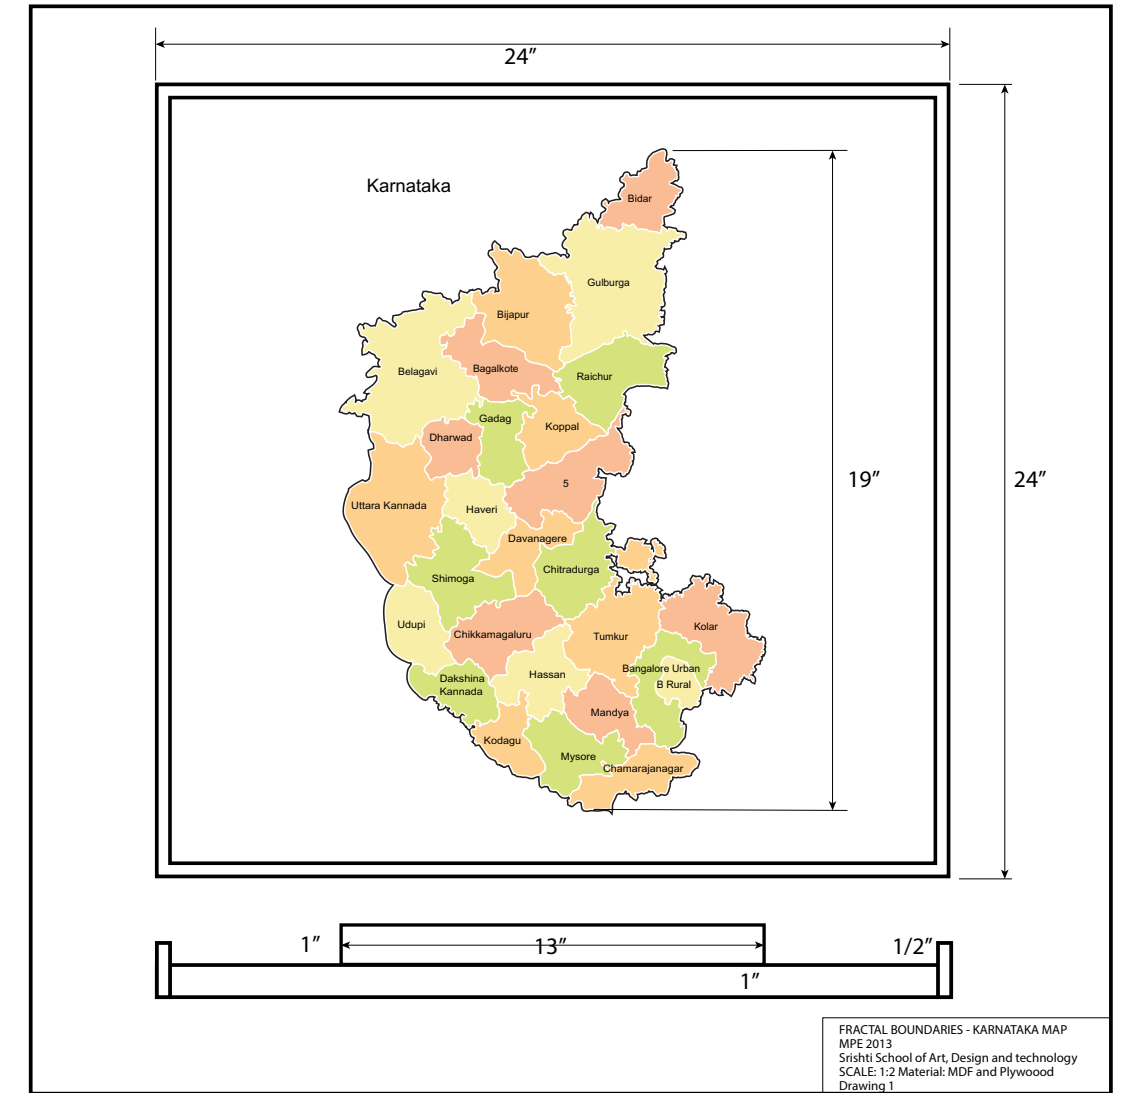 24”
Karnataka
Bidar
Gulburga
Bijapur
Bagalkote
Belagavi
Raichur
Gadag
Koppal
Dharwad
19”
24”
5
Uttara Kannada
Haveri
Davanagere
Chitradurga
Shimoga
Udupi
Chikkamagaluru
Tumkur
Kolar
Bangalore Urban
Hassan
Dakshina
Kannada
B Rural
Mandya
Kodagu
Mysore
Chamarajanagar
1”
13”
1/2”
1”
FRACTAL BOUNDARIES - KARNATAKA MAP
MPE 2013
Srishti School of Art, Design and technology
SCALE: 1:2 Material: MDF and Plywoood
Drawing 1